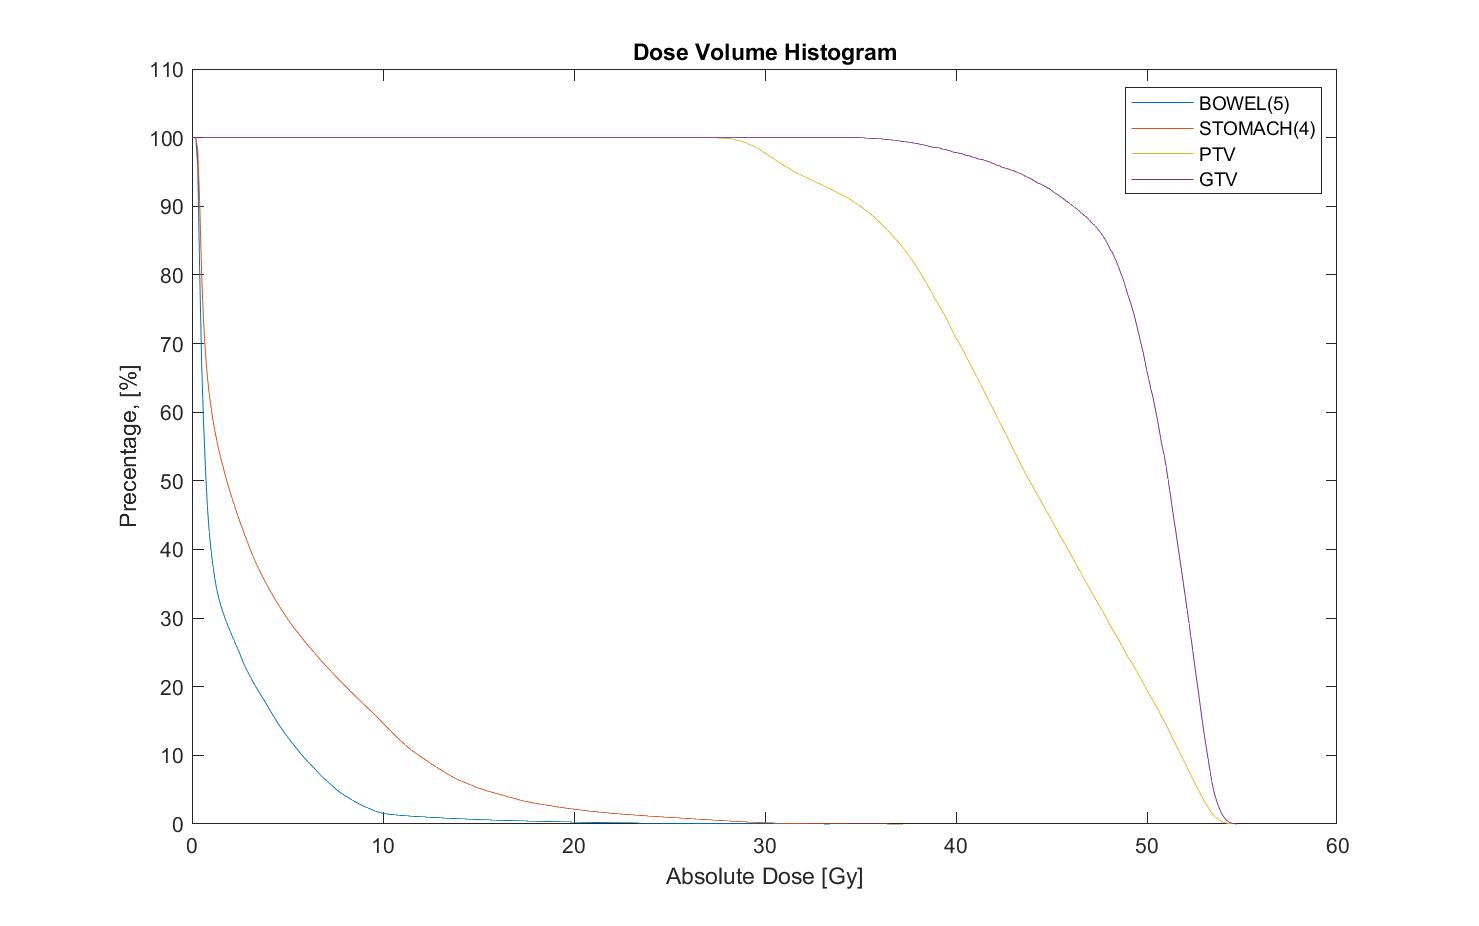 Dose Volume Histogram
110
100
90
80
70
60
50
40
30
20
10
0
Precentage, [%]
0 10 20 30 40 50 60
Absolute Dose [Gy]
BOWEL(5)
STOMACH(4)
PTV
GTV